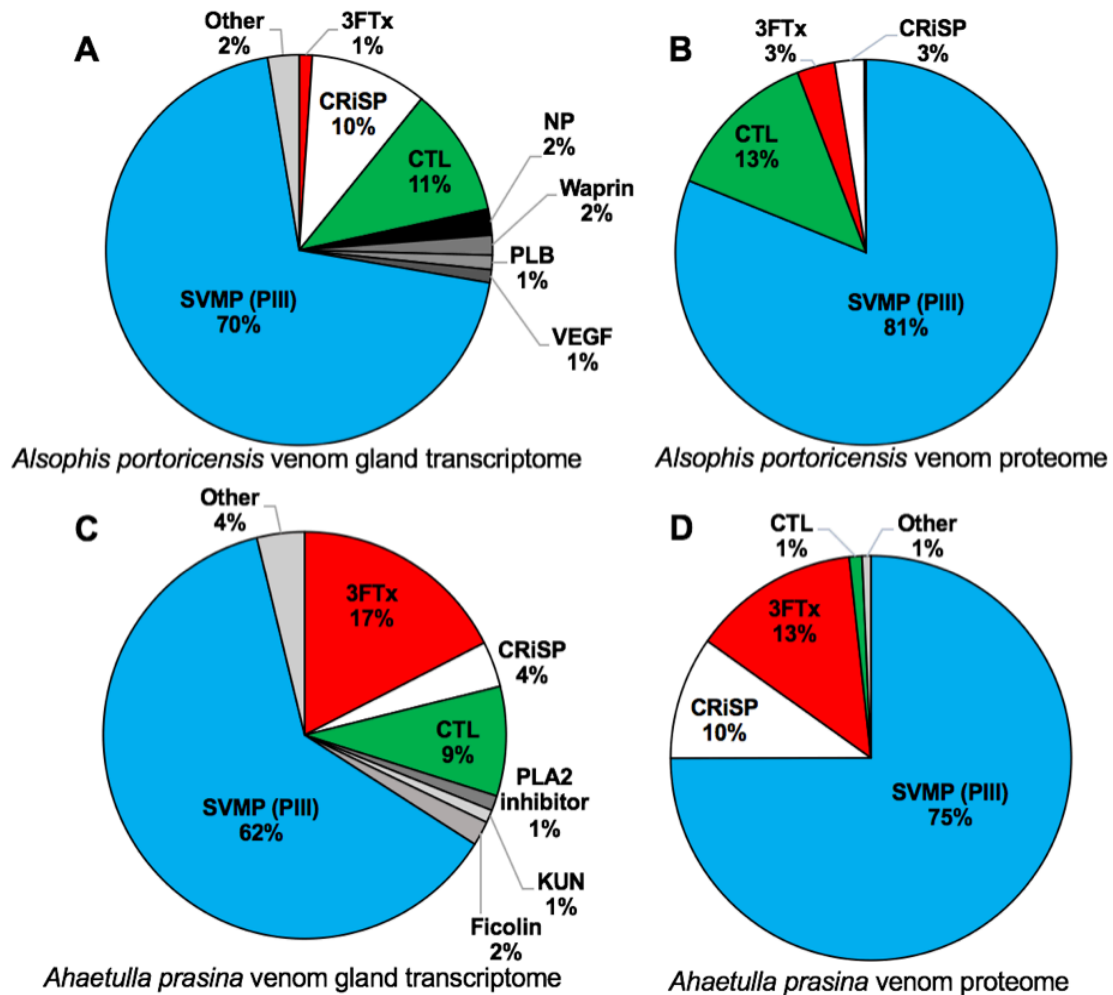 A
Other
2%
3FTx
1%
CRiSP
10%
CTL
11%
NP
2%
Waprin
2%
PLB
1%
VEGF
1%
SVMP (PIII)
70%
Alsophis portoricensis venom gland transcriptome
B
3FTx
3%
CRiSP
3%
CTL
13%
SVMP (PIII)
81%
Alsophis portoricensis venom proteome
C
Other
4%
3FTx
17%
CRiSP
4%
CTL
9%
PLA2
inhibitor
1%
KUN
1%
Ficolin
2%
SVMP (PIII)
62%
Ahaetulla prasina venom gland transcriptome
D
CTL
1%
Other
1%
3FTx
13%
CRiSP
10%
SVMP (PIII)
75%
Ahaetulla prasina venom proteome